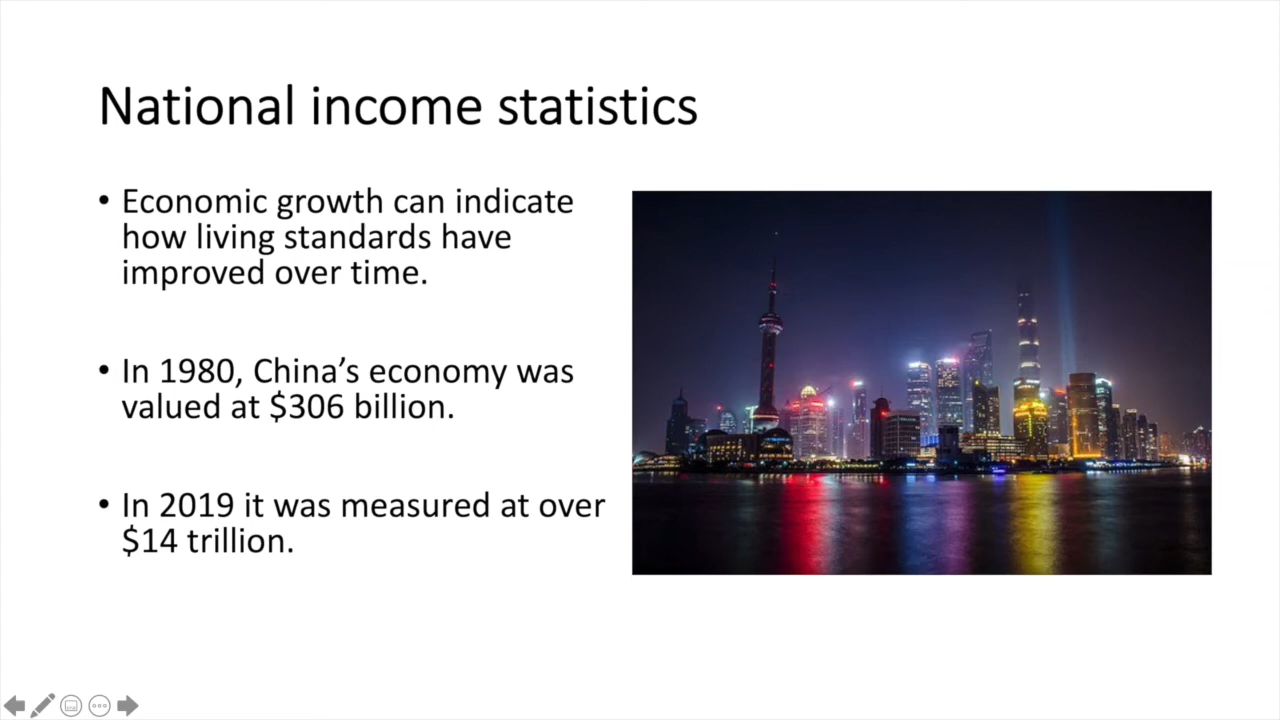 National income statistics
• Economic growth can indicate
how living standards have
improved over time.
• In 1980, China’s economy was
valued at $306 billion.
• In 2019 it was measured at over
$14 trillion.